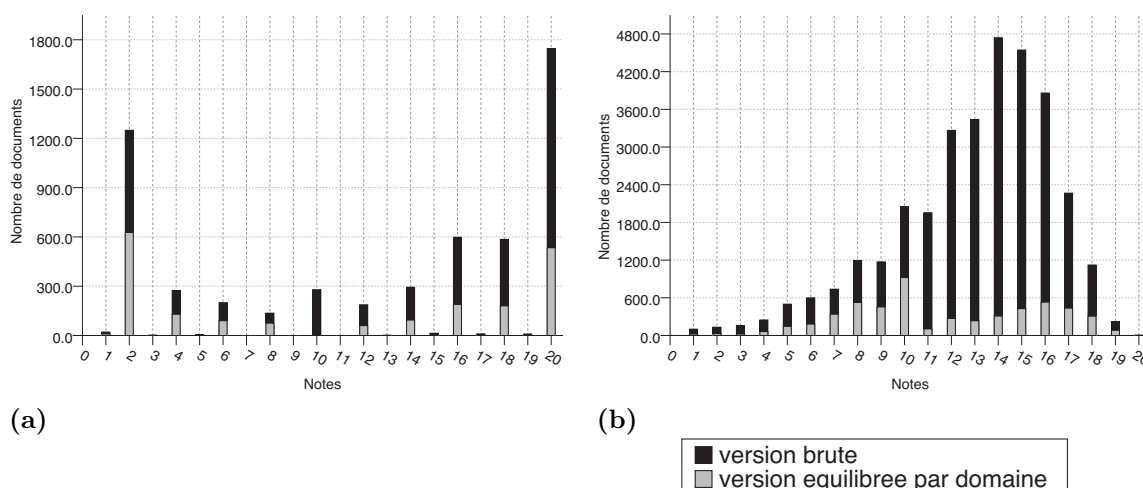 1800.0
1500.0
1200.0
900.0
600.0
300.0
0.0
Nombre de documents
0 1 2 3 4 5 6 7 8 9 10 11 12 13 14 15 16 17 18 19 20
Notes
(a)
4800.0
4200.0
3600.0
3000.0
2400.0
1800.0
1200.0
600.0
0.0
Nombre de documents
0 1 2 3 4 5 6 7 8 9 10 11 12 13 14 15 16 17 18 19 20
Notes
(b)
version brute
version equilibree par domaine